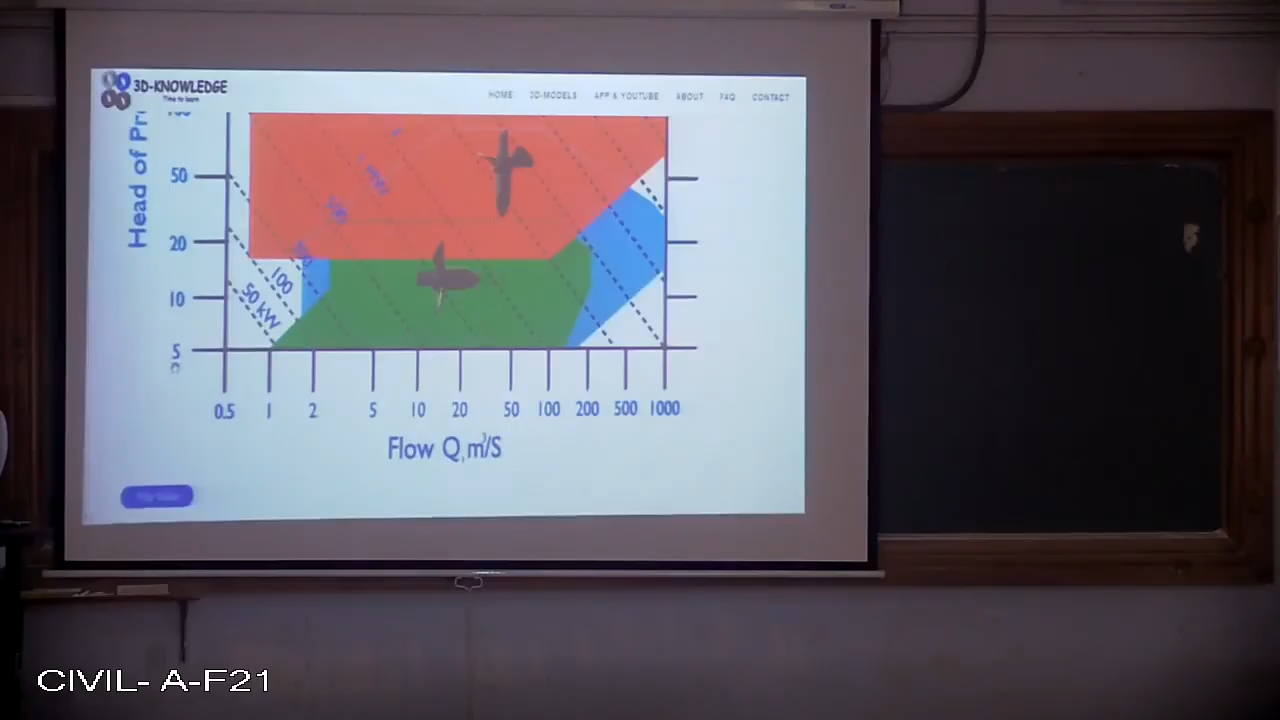 3D-KNOWLEDGE
Time to learn
HOME 3D-MODELS APP & YOUTUBE ABOUT FAQ CONTACT
Head of Pr
50
20
10
5
100
50 kW
0.5 1 2 5 10 20 50 100 200 500 1000
Flow Q, m³/S
CIVIL- A-F21